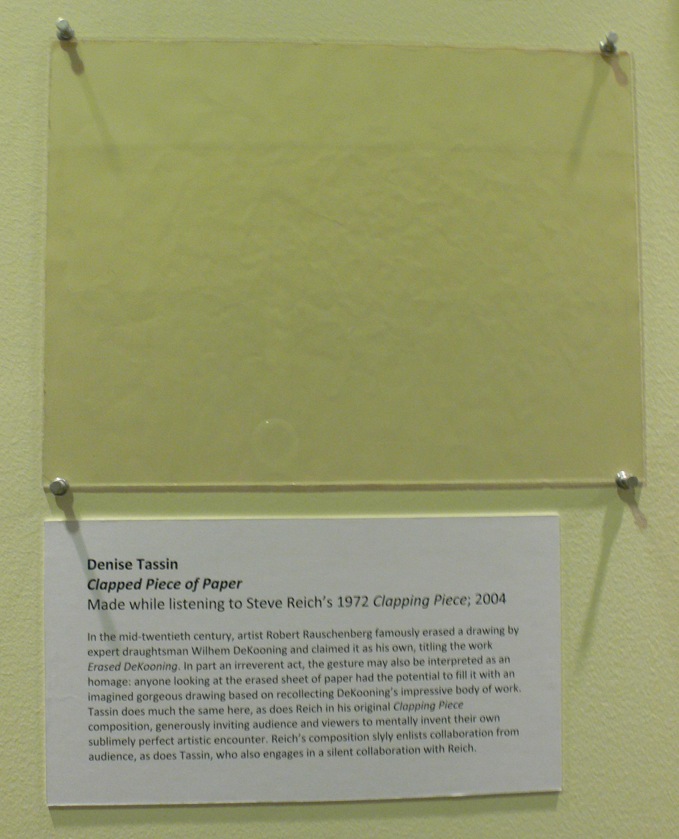 Denise Tassin
Clapped Piece of Paper
Made while listening to Steve Reich's 1972 Clapping Piece; 2004
In the mid-twentieth century, artist Robert Rauschenberg famously erased a drawing by
expert draughtsman Wilhem DeKooning and claimed it as his own, titling the work
Erased DeKooning. In part an irreverent act, the gesture may also be interpreted as an
homage: anyone looking at the erased sheet of paper had the potential to fill it with an
imagined gorgeous drawing based on recollecting DeKooning's impressive body of work.
Tassin does much the same here, as does Reich in his original Clapping Piece
composition, generously inviting audience and viewers to mentally invent their own
sublimely perfect artistic encounter. Reich's composition slyly enlists collaboration from
audience, as does Tassin, who also engages in a silent collaboration with Reich.